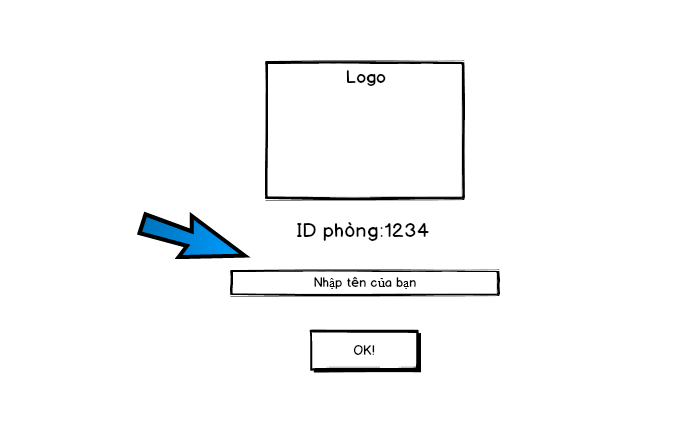 Logo
ID phòng:1234
Nhập tên của bạn
OK!